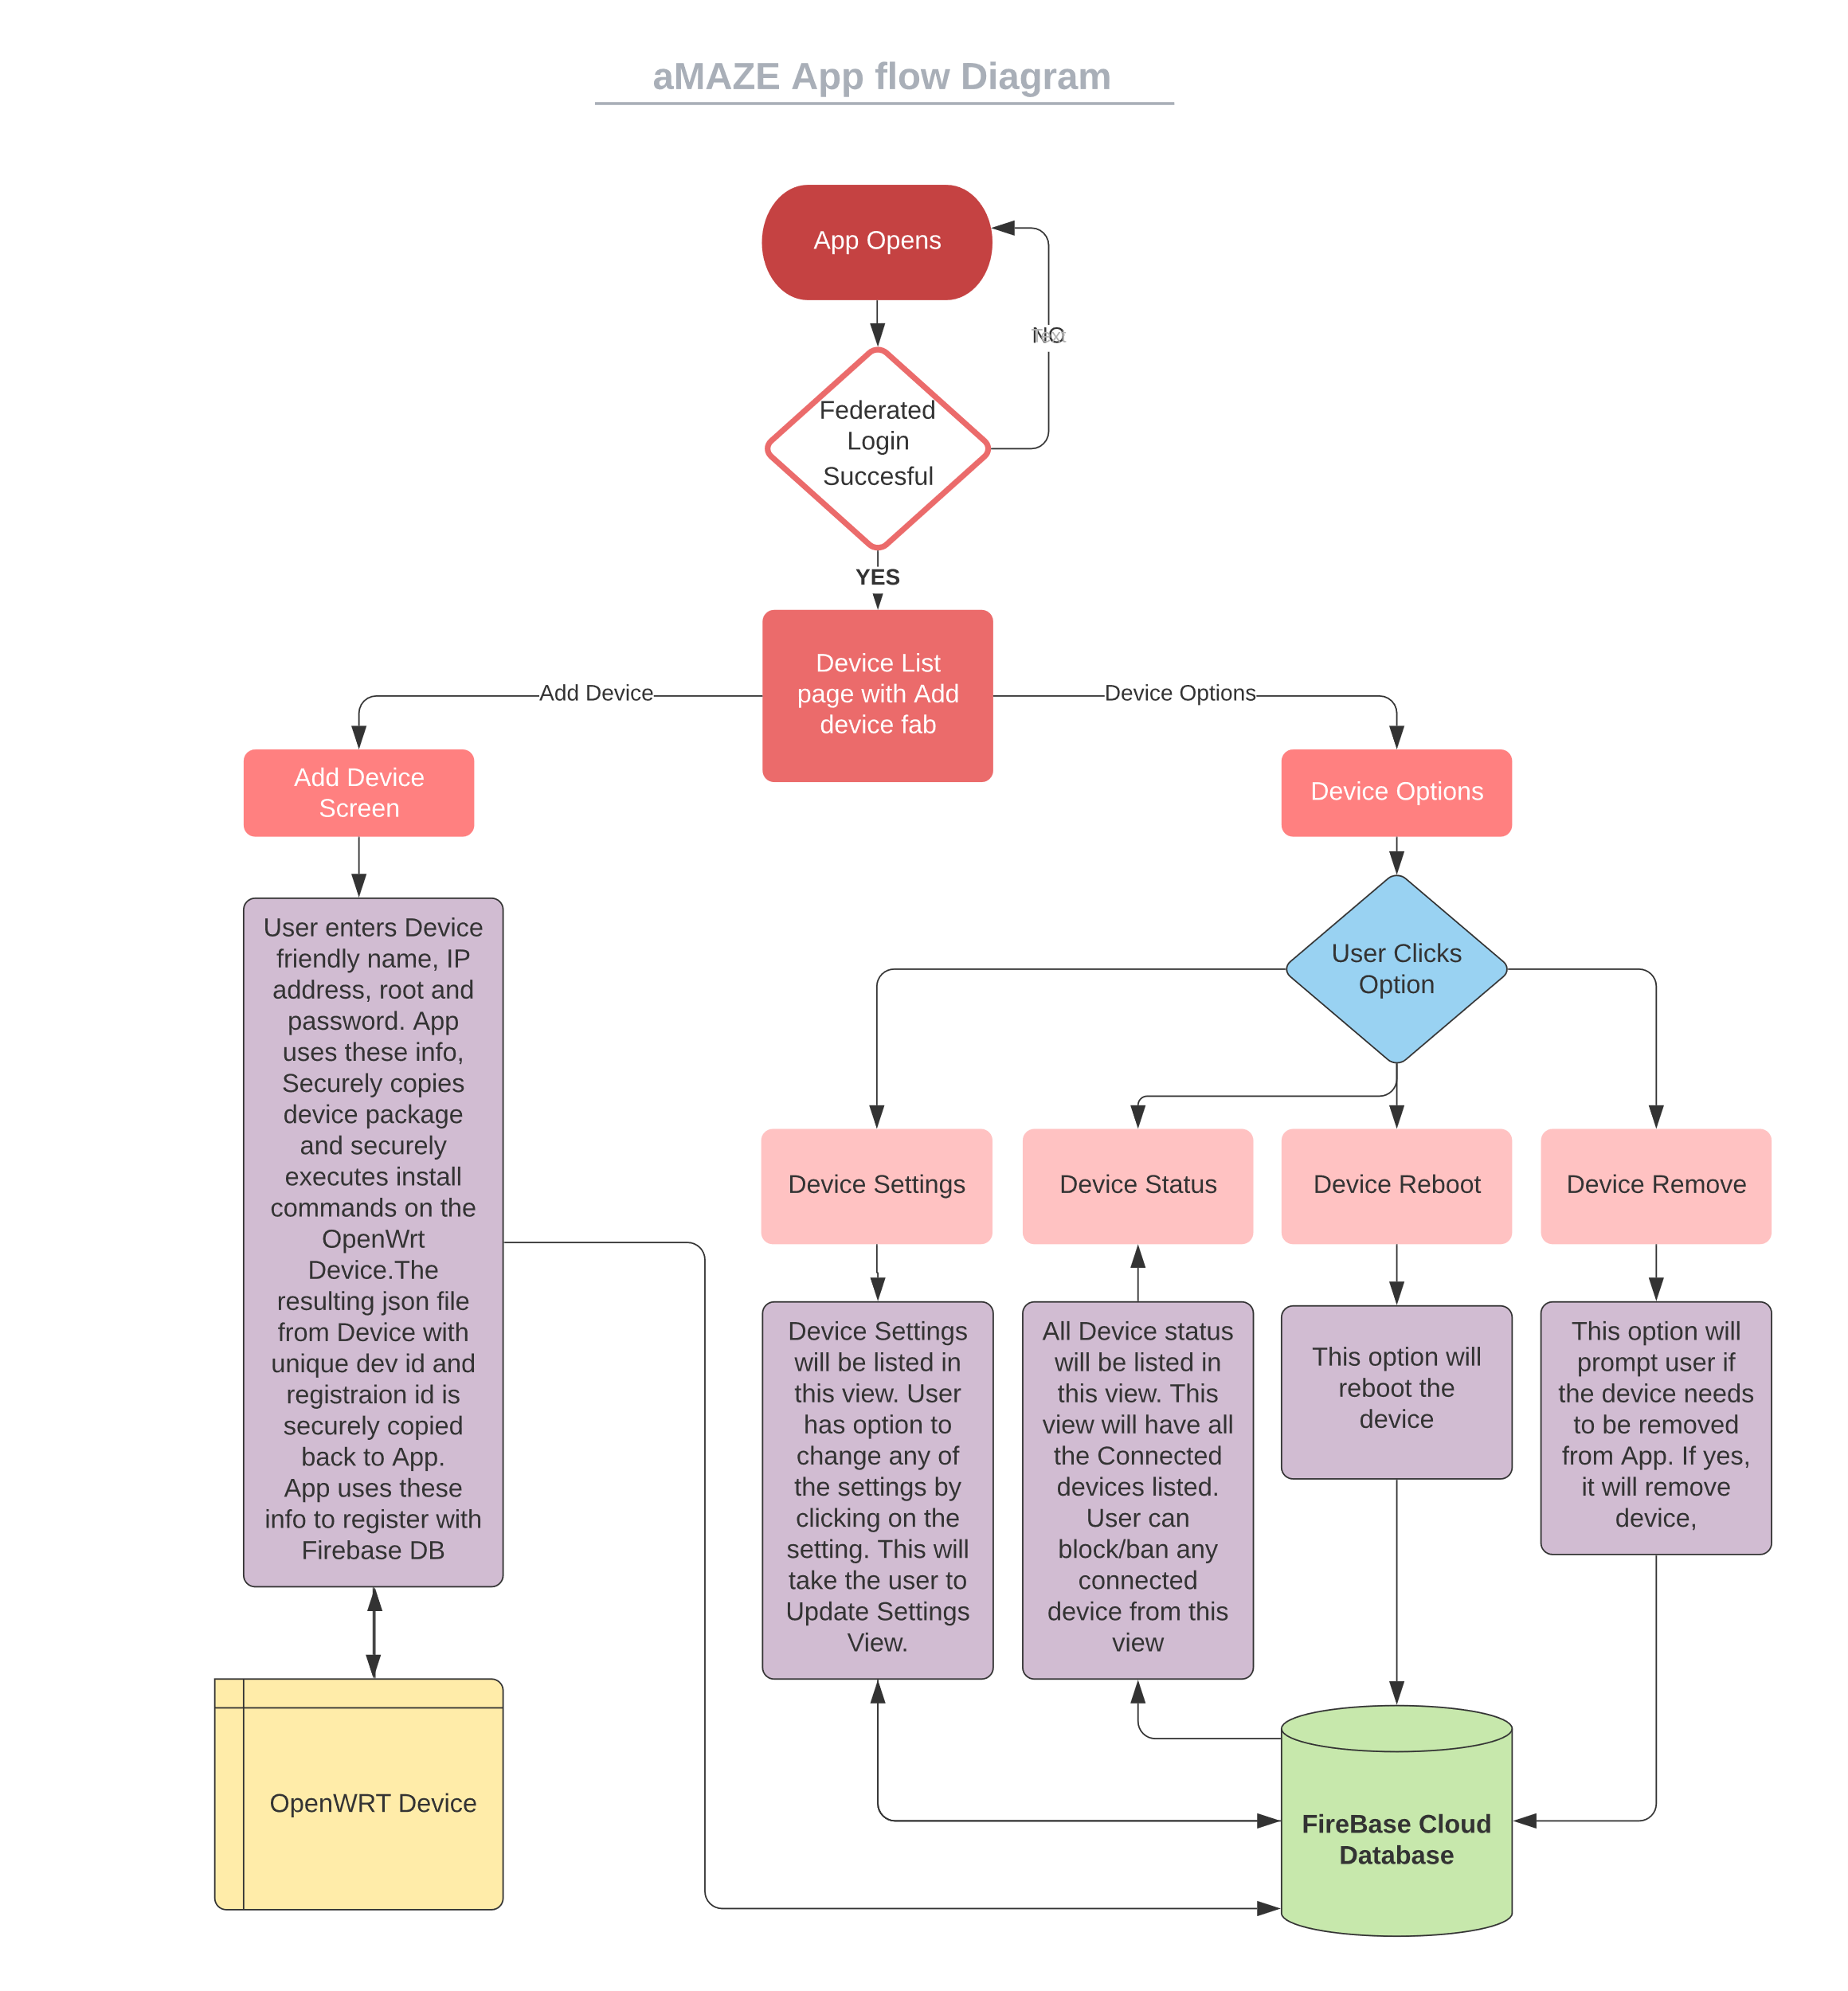 aMAZE App flow Diagram
App Opens
NO
Text
Federated
Login
Succesful
YES
Device List
page with Add
device fab
Add Device
Device Options
Add Device
Screen
Device Options
User enters Device
friendly name, IP
address, root and
password. App
uses these info,
Securely copies
device package
and securely
executes install
commands on the
OpenWrt
Device.The
resulting json file
from Device with
unique dev id and
registraion id is
securely copied
back to App.
App uses these
info to register with
Firebase DB
User Clicks
Option
Device Settings
Device Status
Device Reboot
Device Remove
Device Settings
will be listed in
this view. User
has option to
change any of
the settings by
clicking on the
setting. This will
take the user to
Update Settings
View.
All Device status
will be listed in
this view. This
view will have all
the Connected
devices listed.
User can
block/ban any
connected
device from this
view
This option will
reboot the
device
This option will
prompt user if
the device needs
to be removed
from App. If yes,
it will remove
device,
OpenWRT Device
FireBase Cloud
Database